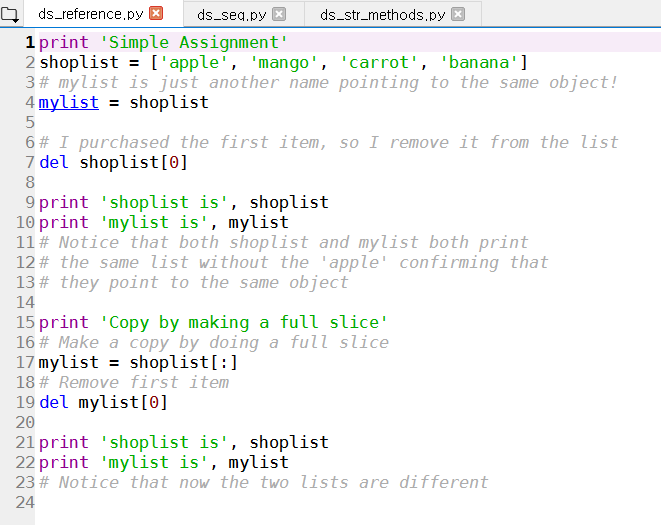 ds_reference.py ds_seq.py ds_str_methods.py
1 print 'Simple Assignment'
2 shoplist = ['apple', 'mango', 'carrot', 'banana']
3 # mylist is just another name pointing to the same object!
4 mylist = shoplist
5
6 # I purchased the first item, so I remove it from the list
7 del shoplist[0]
8
9 print 'shoplist is', shoplist
10 print 'mylist is', mylist
11 # Notice that both shoplist and mylist both print
12 # the same list without the 'apple' confirming that
13 # they point to the same object
14
15 print 'Copy by making a full slice'
16 # Make a copy by doing a full slice
17 mylist = shoplist[:]
18 # Remove first item
19 del mylist[0]
20
21 print 'shoplist is', shoplist
22 print 'mylist is', mylist
23 # Notice that now the two lists are different
24